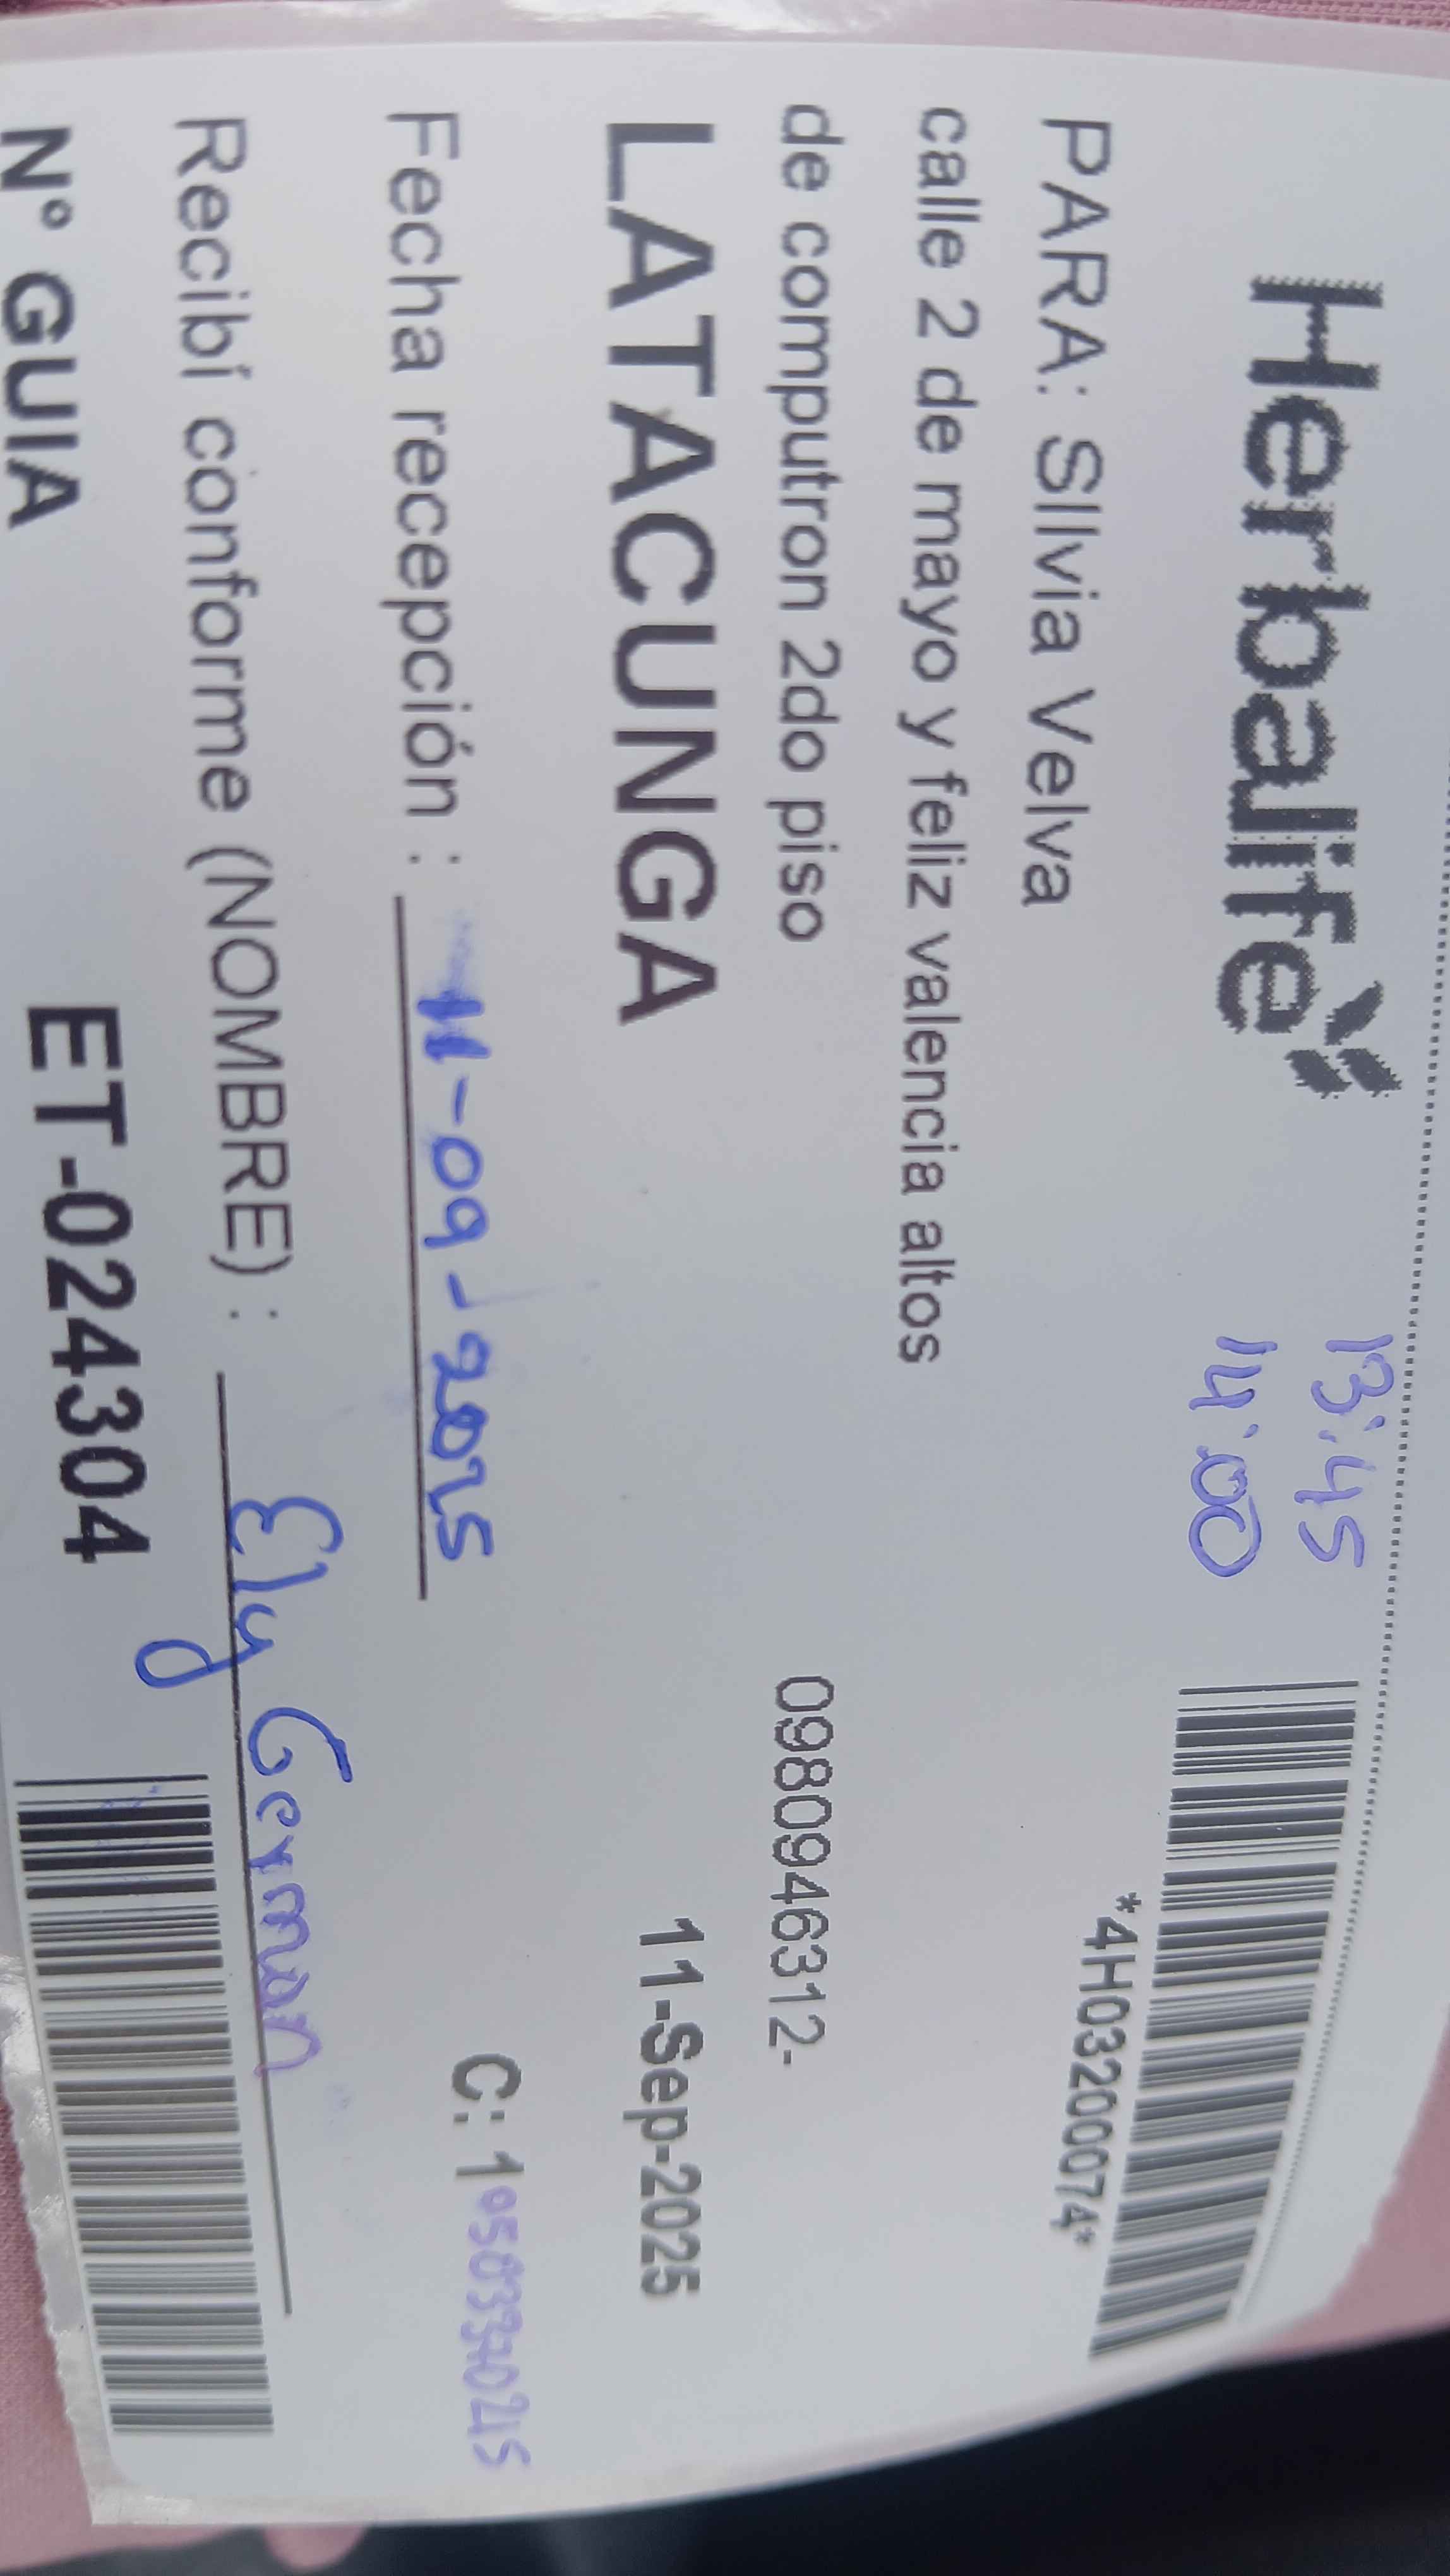 Herbalife
13:45
14:00
*4H03200074*
PARA: SIlvia Velva
calle 2 de mayo y feliz valencia altos
de computron 2do piso
0980946312-
LATACUNGA
11-Sep-2025
Fecha recepción : 11-09-2025
C:
Recibí conforme (NOMBRE) : Ely German
N° GUIA ET-024304